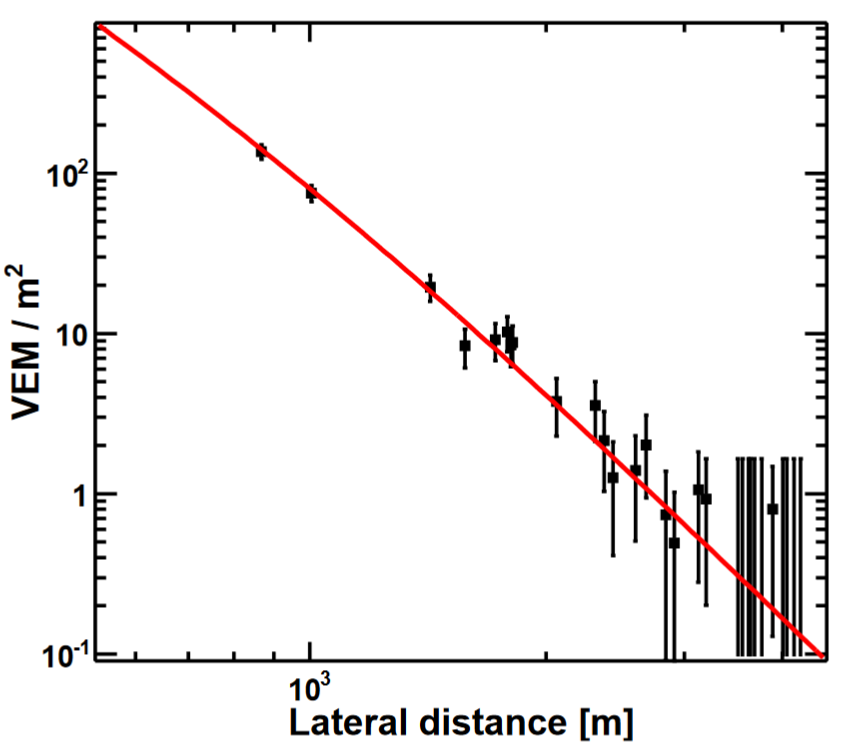 10²
10
1
10⁻¹
VEM / m²
10³
Lateral distance [m]